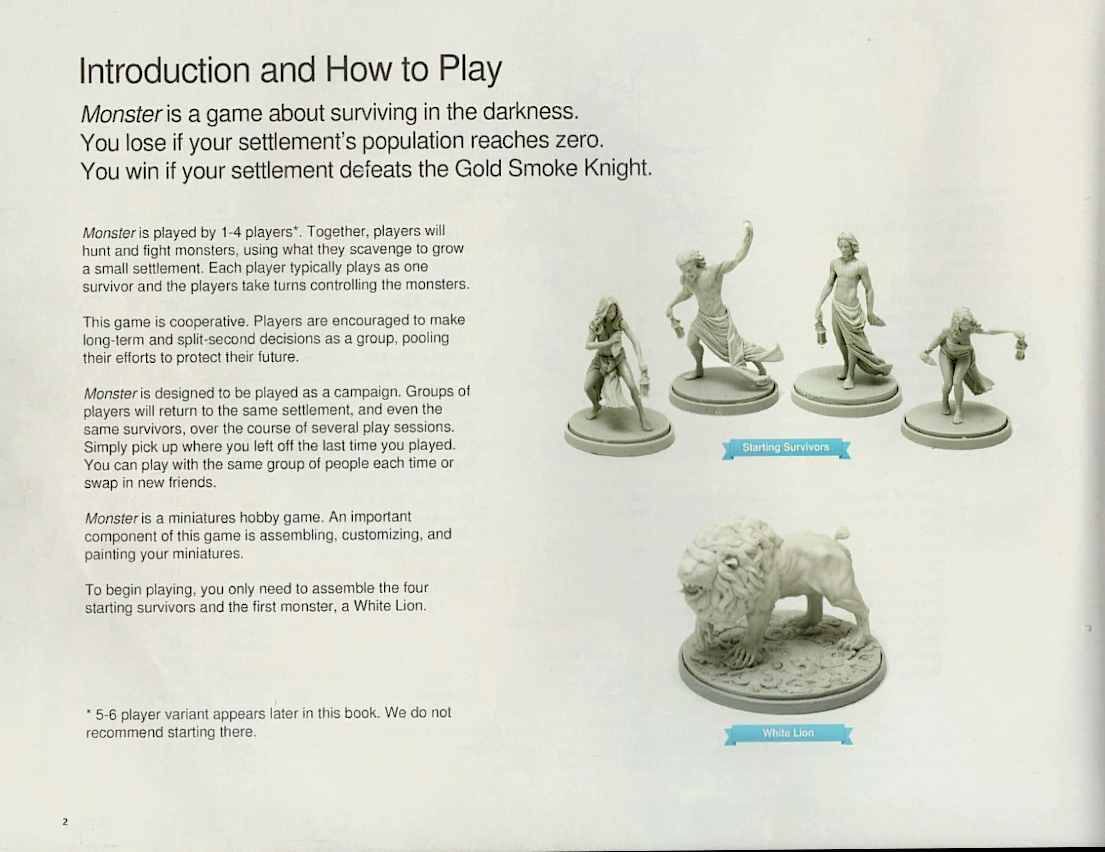 Introduction and How to Play
Monster is a game about surviving in the darkness.
You lose if your settlement's population reaches zero.
You win if your settlement defeats the Gold Smoke Knight.
Monster is played by 1-4 players*. Together, players will
hunt and fight monsters, using what they scavenge to grow
a small settlement. Each player typically plays as one
survivor and the players take turns controlling the monsters.
This game is cooperative. Players are encouraged to make
long-term and split-second decisions as a group, pooling
their efforts to protect their future.
Monster is designed to be played as a campaign. Groups of
players will return to the same settlement, and even the
same survivors, over the course of several play sessions.
Simply pick up where you left off the last time you played.
You can play with the same group of people each time or
swap in new friends.
Monster is a miniatures hobby game. An important
component of this game is assembling, customizing, and
painting your miniatures.
To begin playing, you only need to assemble the four
starting survivors and the first monster, a White Lion.
* 5-6 player variant appears later in this book. We do not
recommend starting there.
Starting Survivors
White Lion
2